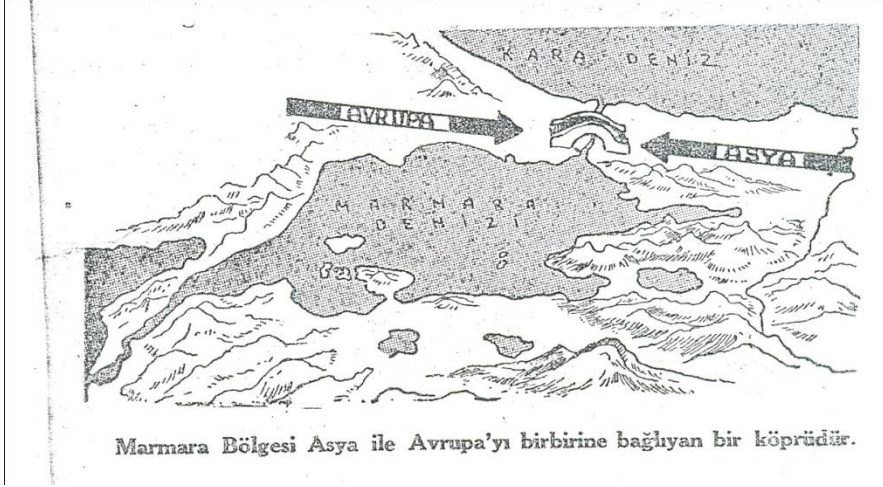 KARA DENİZ
AVRUPA
ASYA
MARMARA
DENİZİ
Marmara Bölgesi Asya ile Avrupa'yı birbirine bağlıyan bir köprüdür.